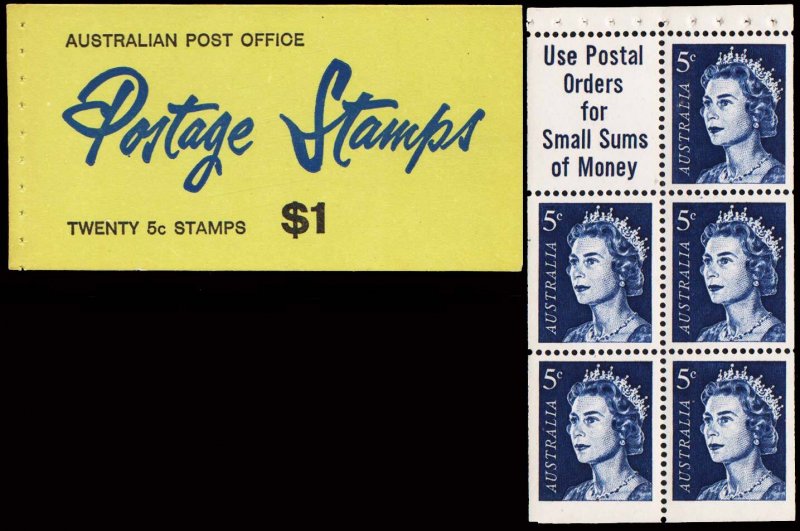 AUSTRALIAN POST OFFICE
Postage Stamps
TWENTY 5c STAMPS $1
Use Postal
Orders
for
Small Sums
of Money
5c
AUSTRALIA
5c
AUSTRALIA
5c
AUSTRALIA
5c
AUSTRALIA
5c
AUSTRALIA